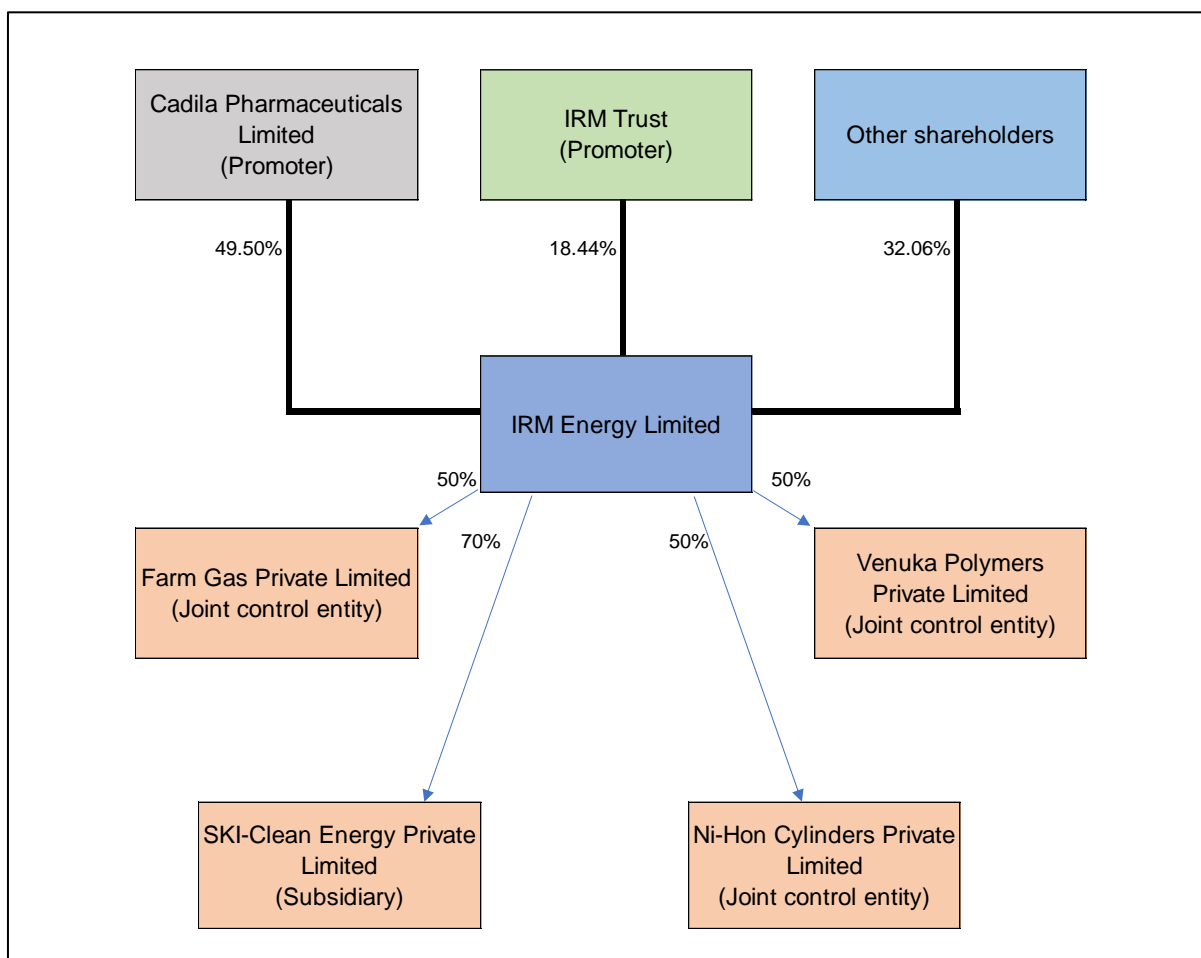 Cadila Pharmaceuticals
Limited
(Promoter)
IRM Trust
(Promoter)
Other shareholders
49.50%
18.44%
32.06%
IRM Energy Limited
50%
50%
70%
50%
Farm Gas Private Limited
(Joint control entity)
Venuka Polymers
Private Limited
(Joint control entity)
SKI-Clean Energy Private
Limited
(Subsidiary)
Ni-Hon Cylinders Private
Limited
(Joint control entity)